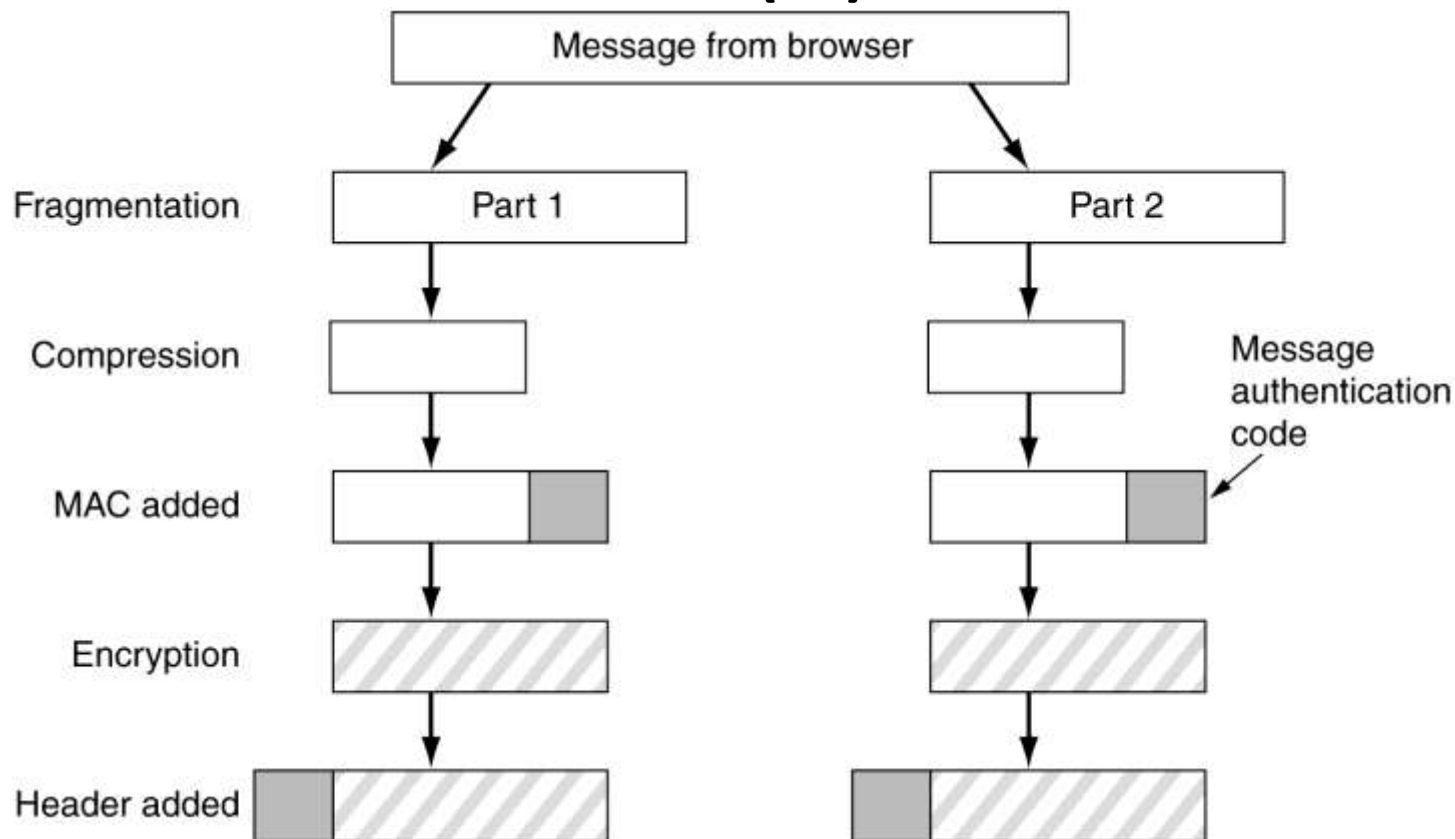 Message from browser
Fragmentation
Part 1
Part 2
Compression
Message
authentication
code
MAC added
Encryption
Header added